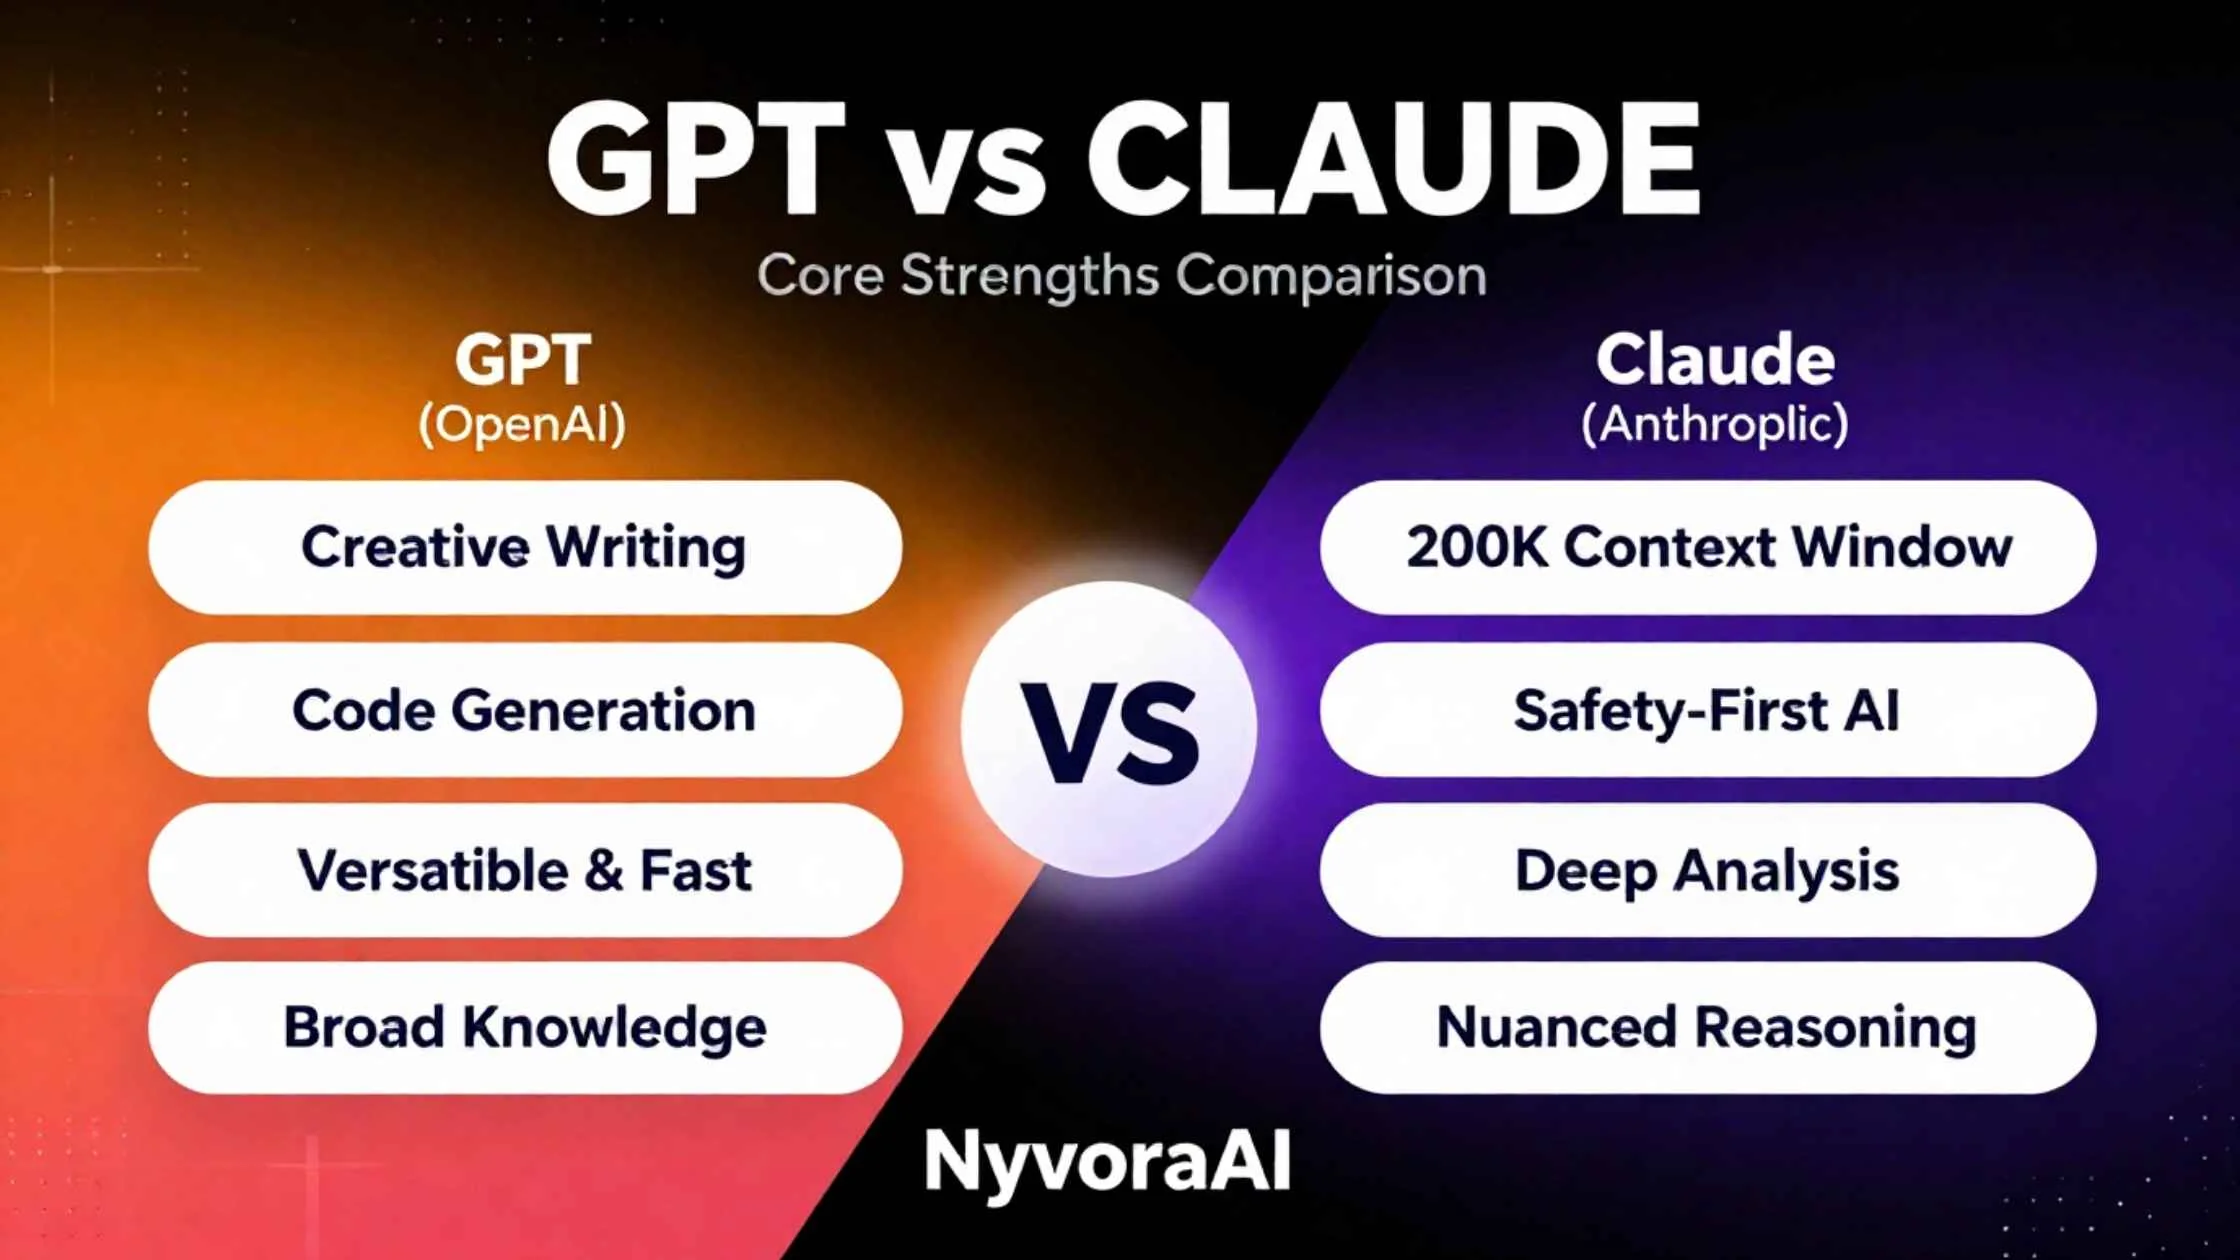 GPT vs CLAUDE
Core Strengths Comparison
GPT
(OpenAI)
Creative Writing
Code Generation
Versatible & Fast
Broad Knowledge
VS
Claude
(Anthroplic)
200K Context Window
Safety-First AI
Deep Analysis
Nuanced Reasoning
NyvoraAI